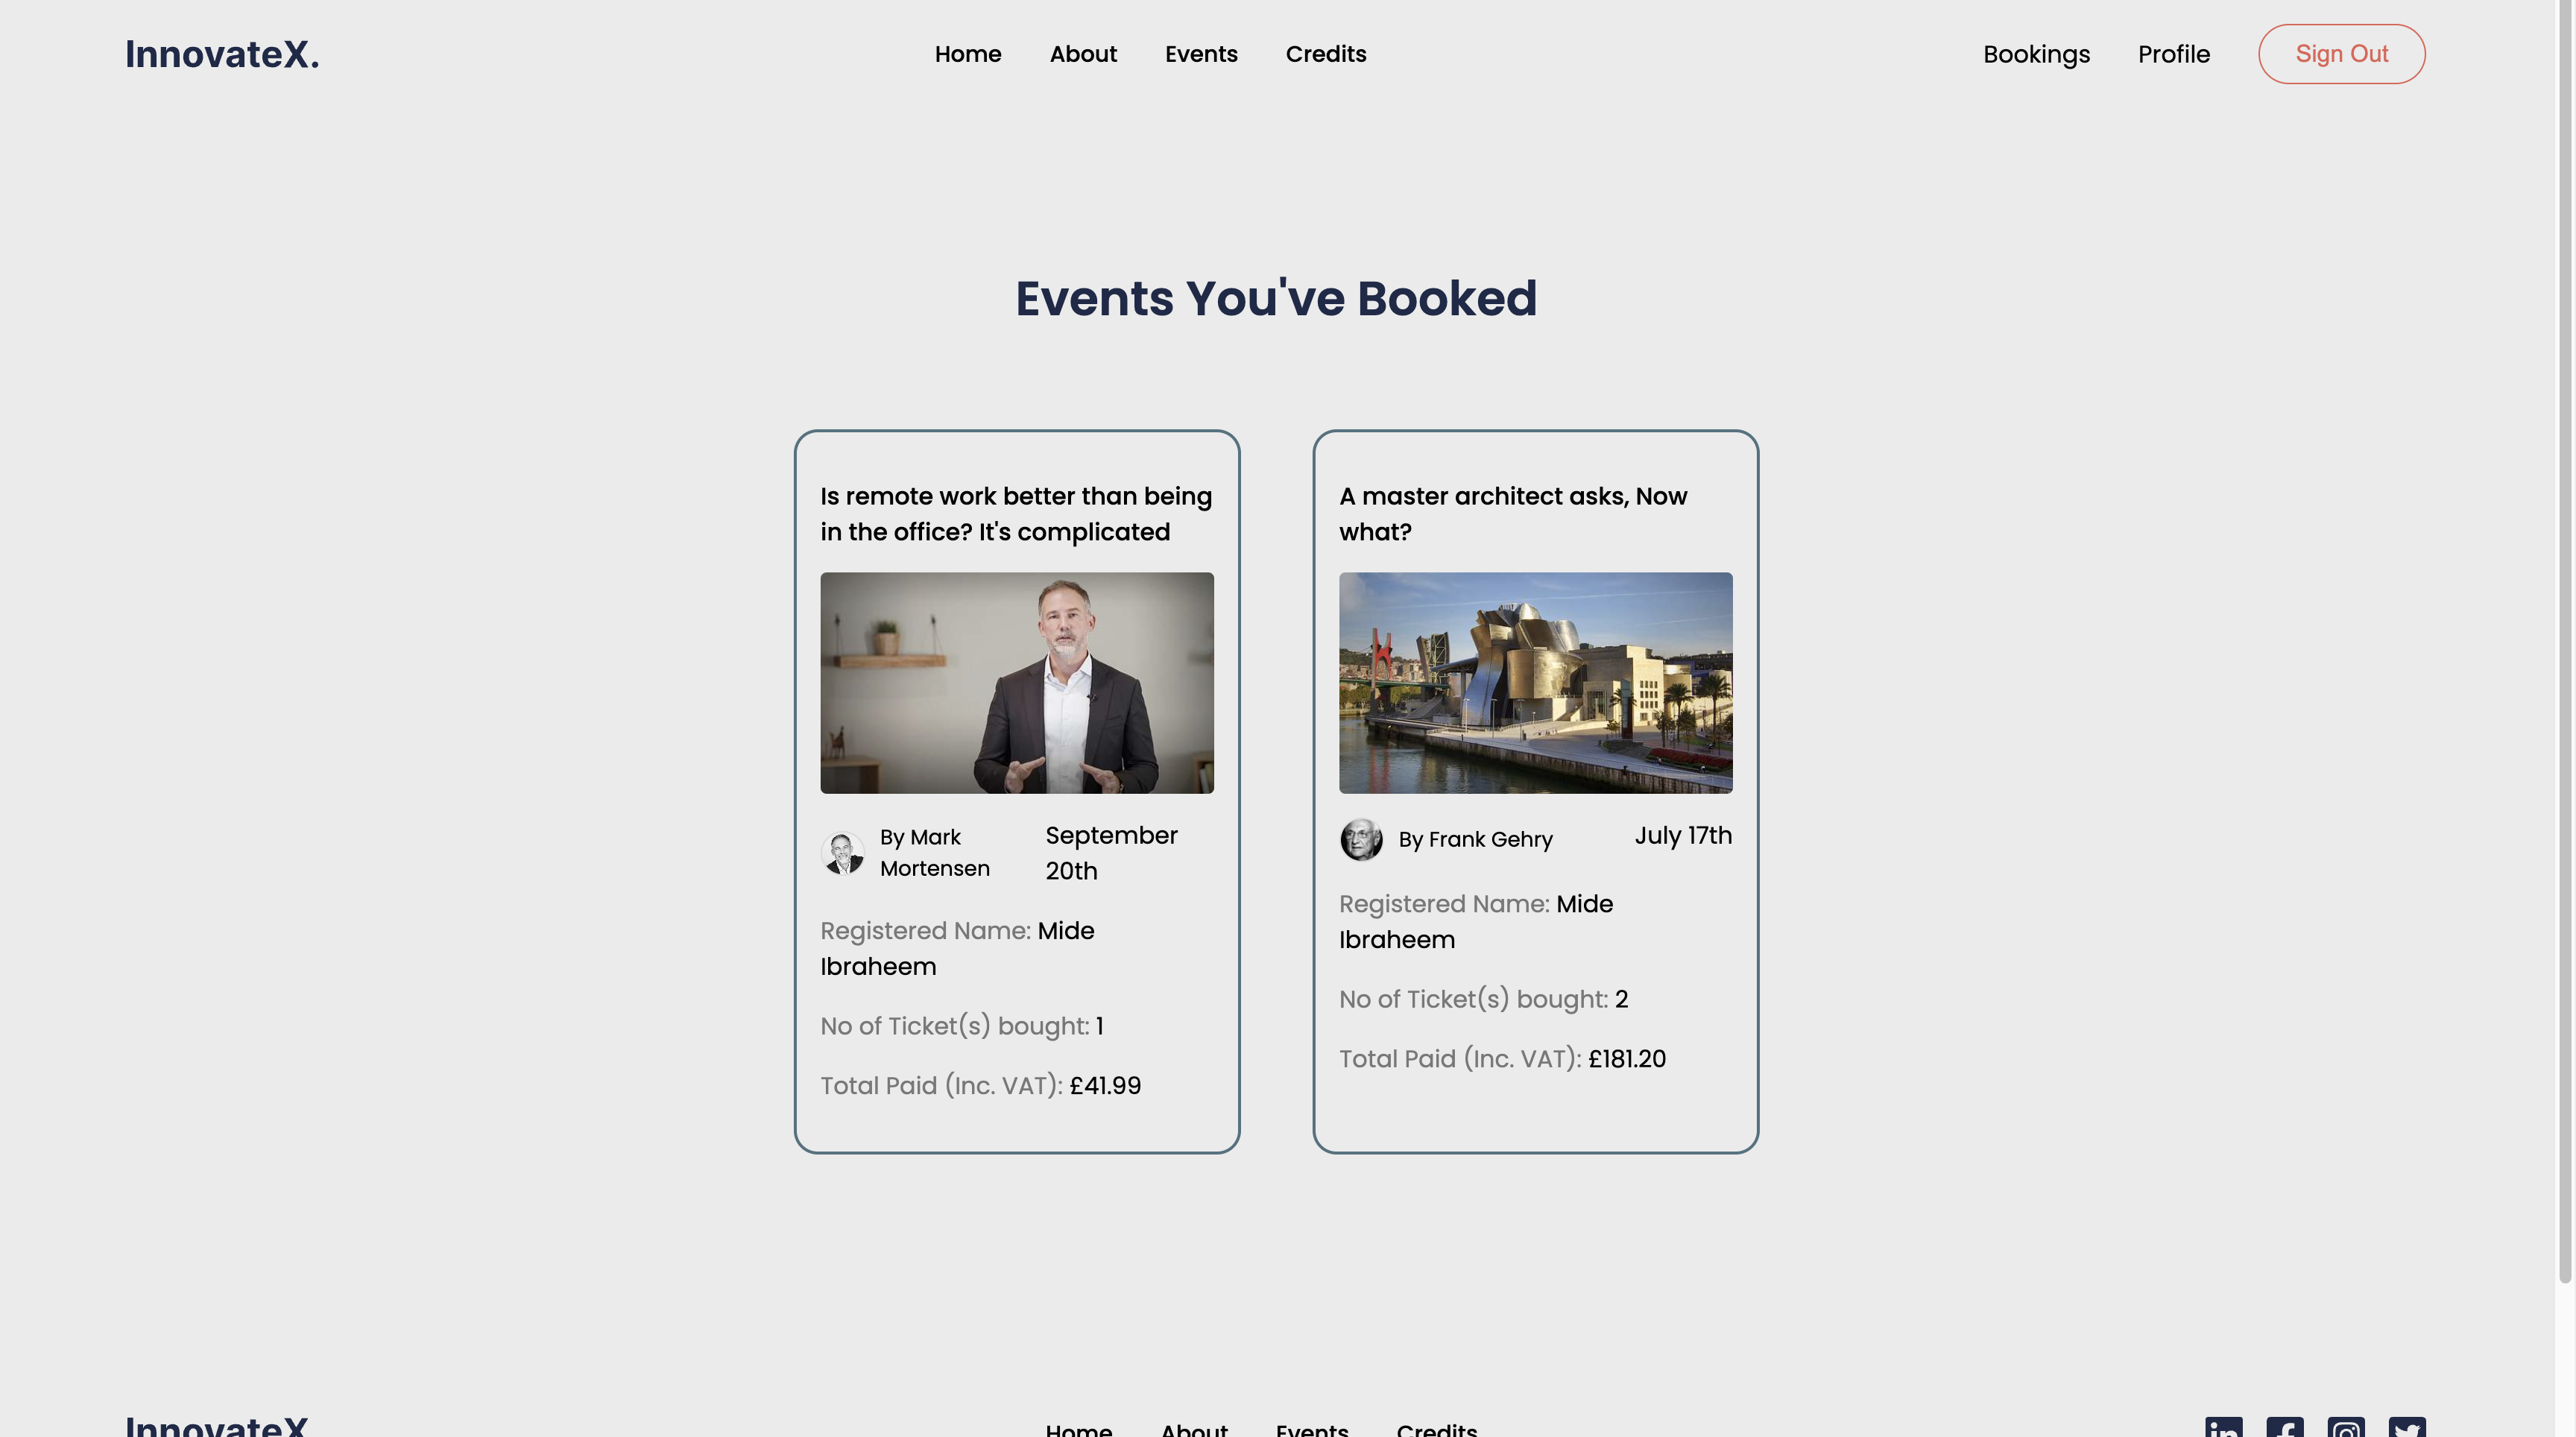 InnovateX.
Home About Events Credits
Bookings Profile Sign Out
Events You've Booked
Is remote work better than being
in the office? It's complicated
By Mark
Mortensen
September
20th
Registered Name: Mide
Ibraheem
No of Ticket(s) bought: 1
Total Paid (Inc. VAT): £41.99
A master architect asks, Now
what?
By Frank Gehry
July 17th
Registered Name: Mide
Ibraheem
No of Ticket(s) bought: 2
Total Paid (Inc. VAT): £181.20
InnovateX
Home About Events Credits